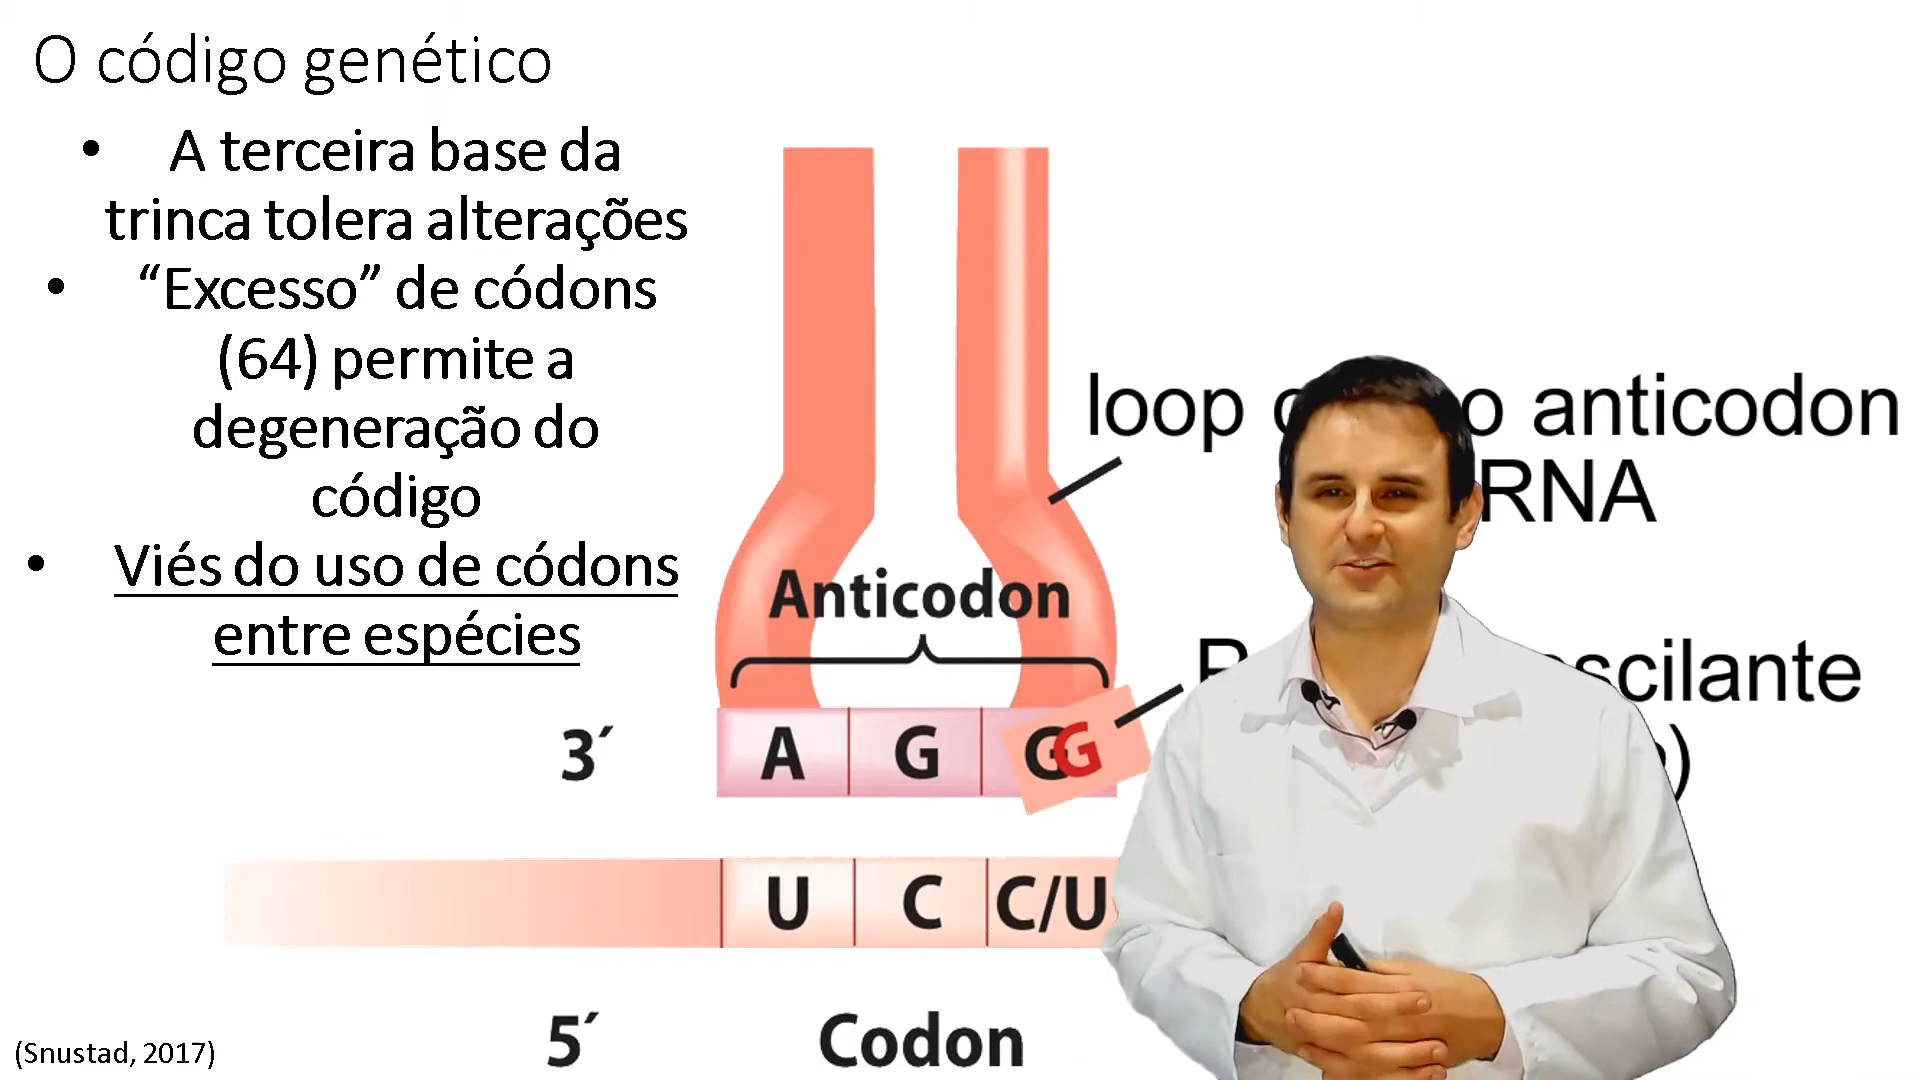 O código genético
• A terceira base da
trinca tolera alterações
• “Excesso” de códons
(64) permite a
degeneração do
código
• Viés do uso de códons
entre espécies
loop anticodon
RNA
Anticodon
3´ A G G G
U C C/U
5´ Codon
(Snustad, 2017)